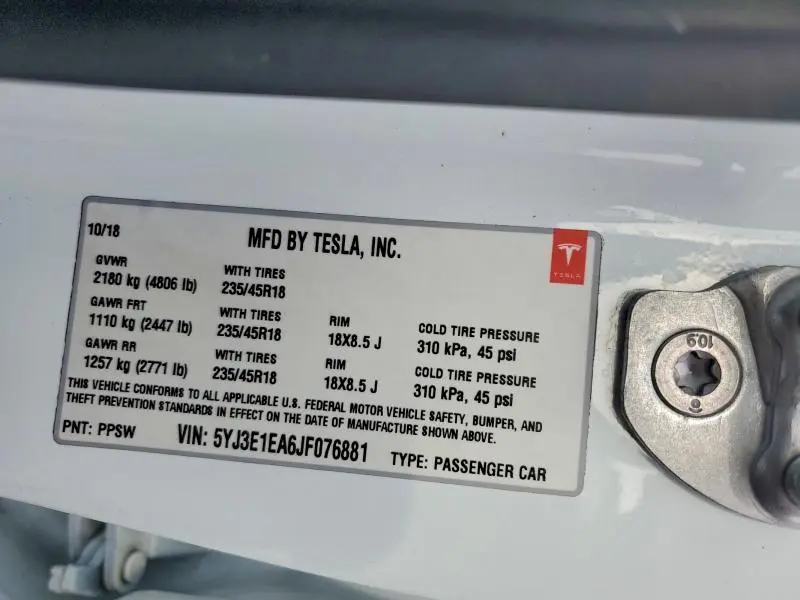 10/18
MFD BY TESLA, INC.
TESLA
GVWR
2180 kg (4806 lb)
WITH TIRES
235/45R18
GAWR FRT
1110 kg (2447 lb)
WITH TIRES
235/45R18
RIM
18X8.5 J
COLD TIRE PRESSURE
310 kPa, 45 psi
GAWR RR
1257 kg (2771 lb)
WITH TIRES
235/45R18
RIM
18X8.5 J
COLD TIRE PRESSURE
310 kPa, 45 psi
THIS VEHICLE CONFORMS TO ALL APPLICABLE U.S. FEDERAL MOTOR VEHICLE SAFETY, BUMPER, AND
THEFT PREVENTION STANDARDS IN EFFECT ON THE DATE OF MANUFACTURE SHOWN ABOVE.
PNT: PPSW
VIN: 5YJ3E1EA6JF076881
TYPE: PASSENGER CAR
10.9